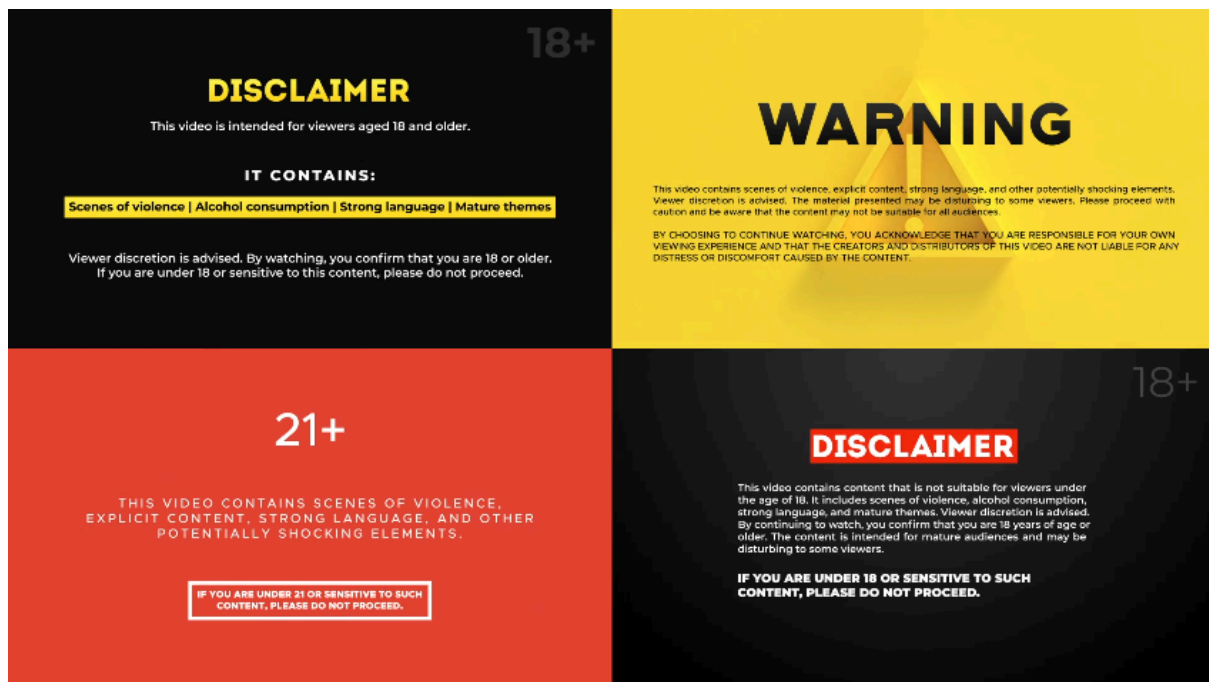 18+
DISCLAIMER
This video is intended for viewers aged 18 and older.
IT CONTAINS:
Scenes of violence | Alcohol consumption | Strong language | Mature themes
Viewer discretion is advised. By watching, you confirm that you are 18 or older.
If you are under 18 or sensitive to this content, please do not proceed.
WARNING
This video contains scenes of violence, explicit content, strong language, and other potentially shocking elements.
Viewer discretion is advised. The material presented may be disturbing to some viewers. Please proceed with
caution and be aware that the content may not be suitable for all audiences.
BY CHOOSING TO CONTINUE WATCHING, YOU ACKNOWLEDGE THAT YOU ARE RESPONSIBLE FOR YOUR OWN
VIEWING EXPERIENCE AND THAT THE CREATORS AND DISTRIBUTORS OF THIS VIDEO ARE NOT LIABLE FOR ANY
DISTRESS OR DISCOMFORT CAUSED BY THE CONTENT.
21+
THIS VIDEO CONTAINS SCENES OF VIOLENCE,
EXPLICIT CONTENT, STRONG LANGUAGE, AND OTHER
POTENTIALLY SHOCKING ELEMENTS.
IF YOU ARE UNDER 21 OR SENSITIVE TO SUCH
CONTENT, PLEASE DO NOT PROCEED.
18+
DISCLAIMER
This video contains content that is not suitable for viewers under
the age of 18. It includes scenes of violence, alcohol consumption,
strong language, and mature themes. Viewer discretion is advised.
By continuing to watch, you confirm that you are 18 years of age or
older. The content is intended for mature audiences and may be
disturbing to some viewers.
IF YOU ARE UNDER 18 OR SENSITIVE TO SUCH
CONTENT, PLEASE DO NOT PROCEED.